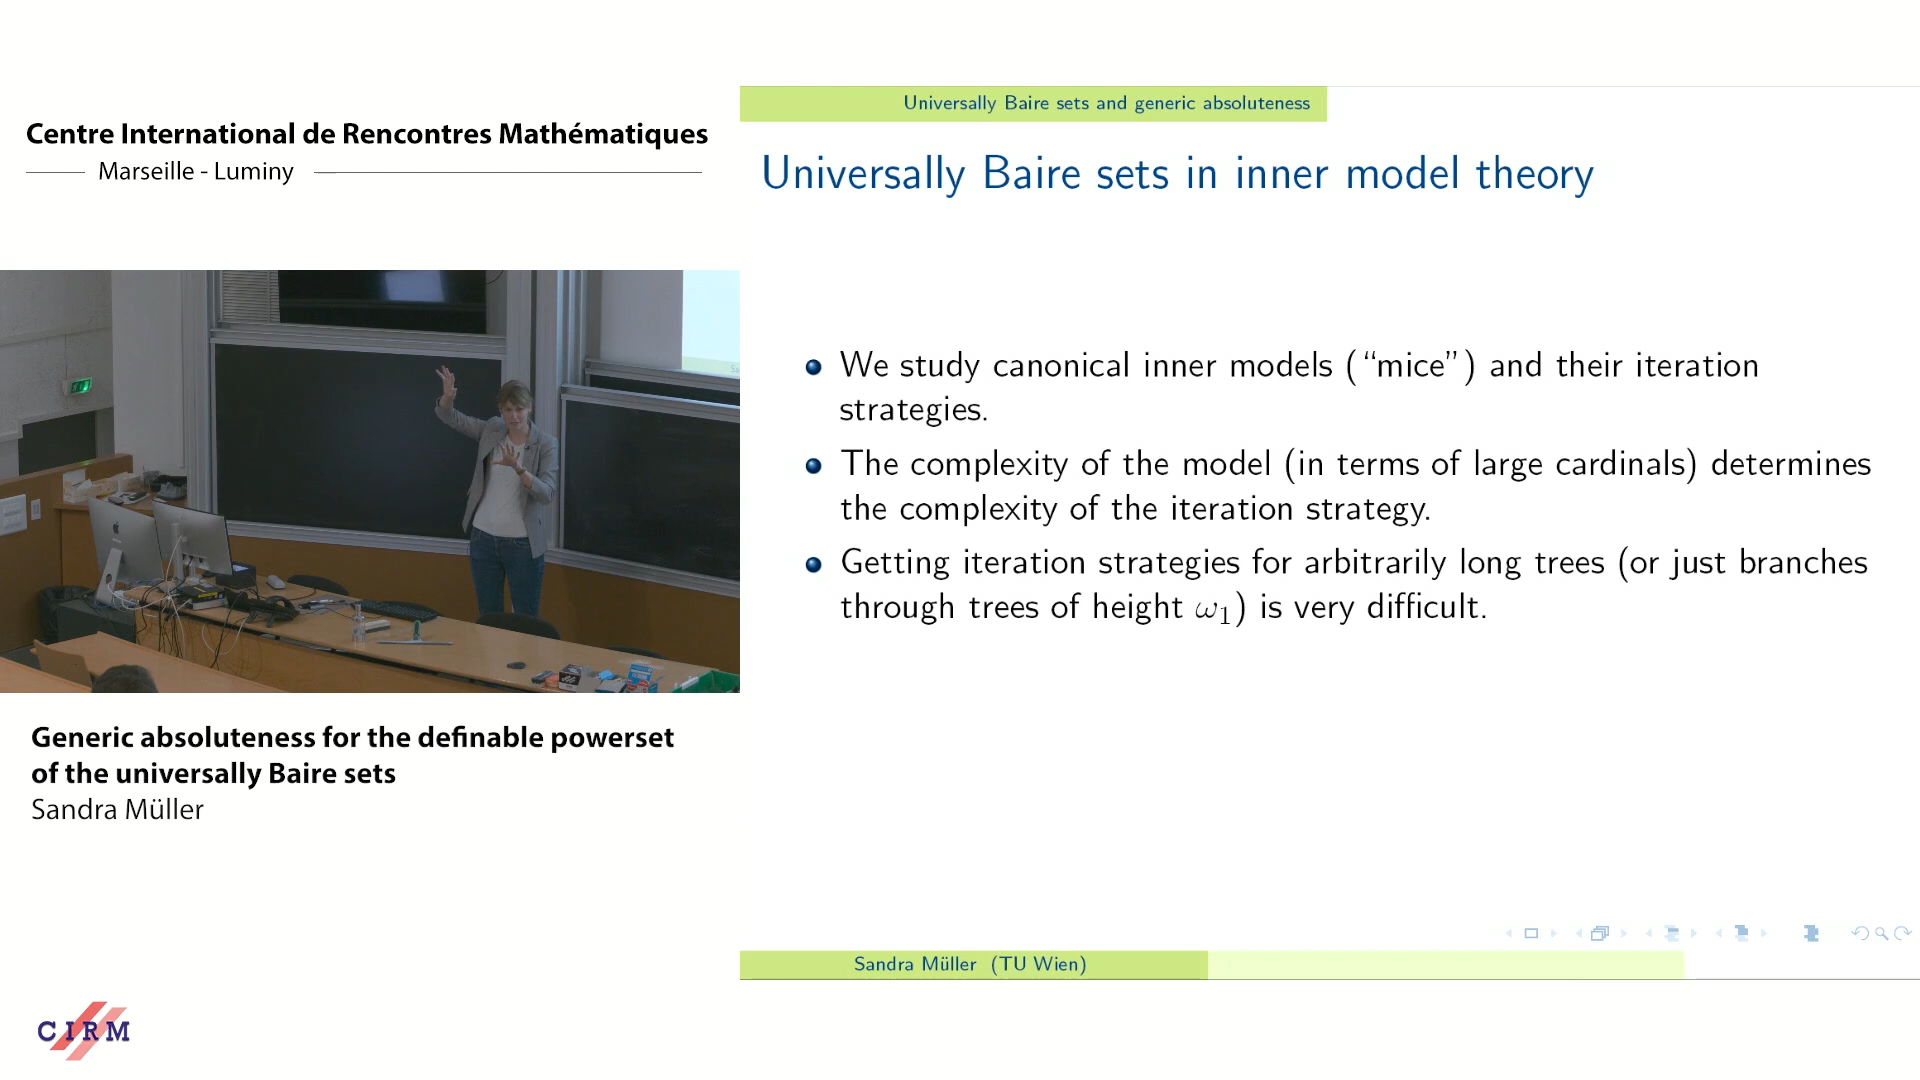 Centre International de Rencontres Mathématiques
Marseille - Luminy
Generic absoluteness for the definable powerset
of the universally Baire sets
Sandra Müller
CIRM
Universally Baire sets and generic absoluteness
Universally Baire sets in inner model theory
We study canonical inner models (“mice”) and their iteration
strategies.
The complexity of the model (in terms of large cardinals) determines
the complexity of the iteration strategy.
Getting iteration strategies for arbitrarily long trees (or just branches
through trees of height ω₁) is very difficult.
Sandra Müller (TU Wien)